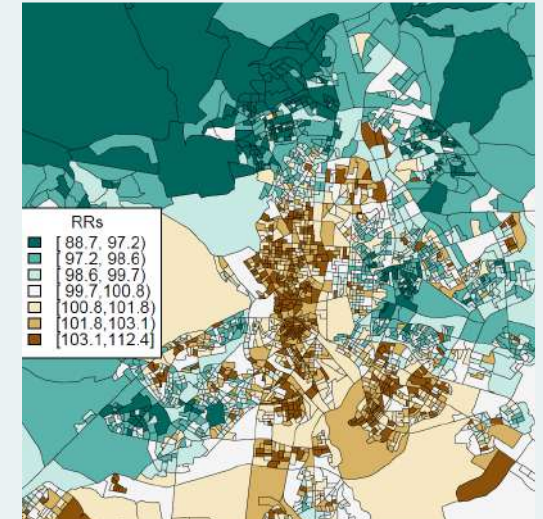 RRs
[ 88.7, 97.2)
[ 97.2, 98.6)
[ 98.6, 99.7)
[ 99.7,100.8)
[100.8,101.8)
[101.8,103.1)
[103.1,112.4]